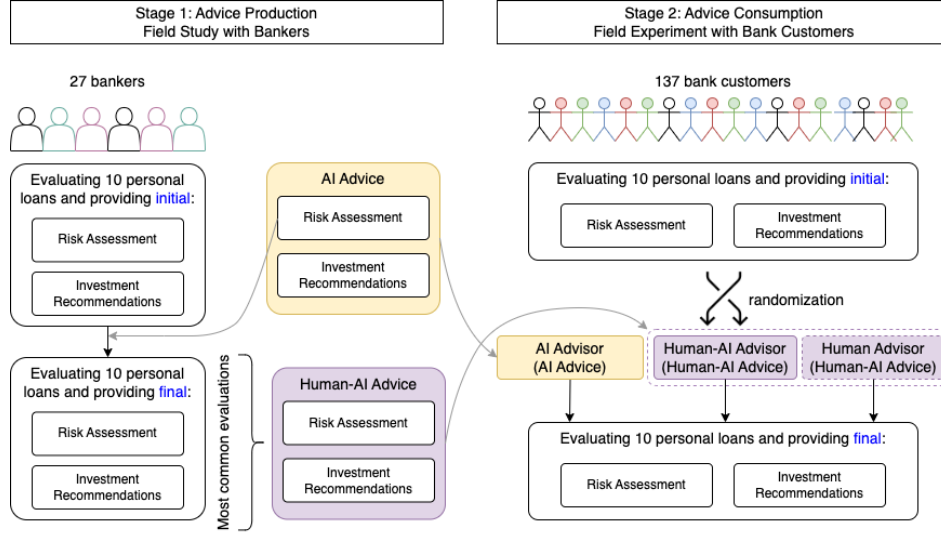 Stage 1: Advice Production
Field Study with Bankers
27 bankers
Evaluating 10 personal
loans and providing initial:
Risk Assessment
Investment
Recommendations
Evaluating 10 personal
loans and providing final:
Risk Assessment
Investment
Recommendations
AI Advice
Risk Assessment
Investment
Recommendations
Most common evaluations
Human-AI Advice
Risk Assessment
Investment
Recommendations
Stage 2: Advice Consumption
Field Experiment with Bank Customers
137 bank customers
Evaluating 10 personal loans and providing initial:
Risk Assessment
Investment
Recommendations
randomization
AI Advisor
(AI Advice)
Human-AI Advisor
(Human-AI Advice)
Human Advisor
(Human-AI Advice)
Evaluating 10 personal loans and providing final:
Risk Assessment
Investment
Recommendations